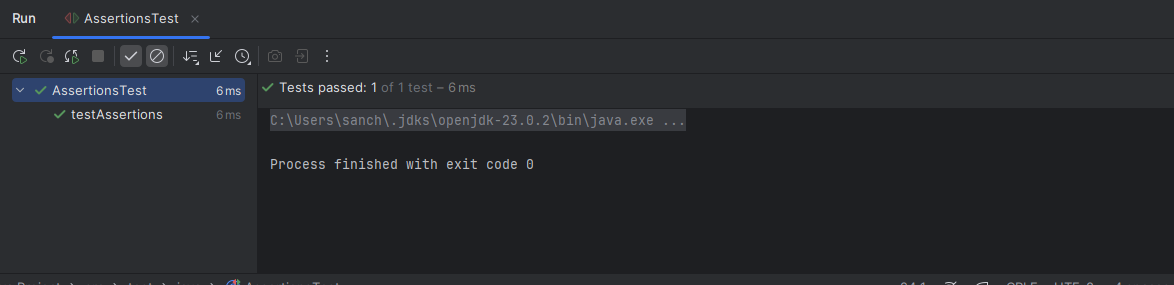 Run AssertionsTest
AssertionsTest 6 ms
testAssertions 6 ms
Tests passed: 1 of 1 test – 6 ms
C:\Users\sanch\.jdks\openjdk-23.0.2\bin\java.exe ...
Process finished with exit code 0